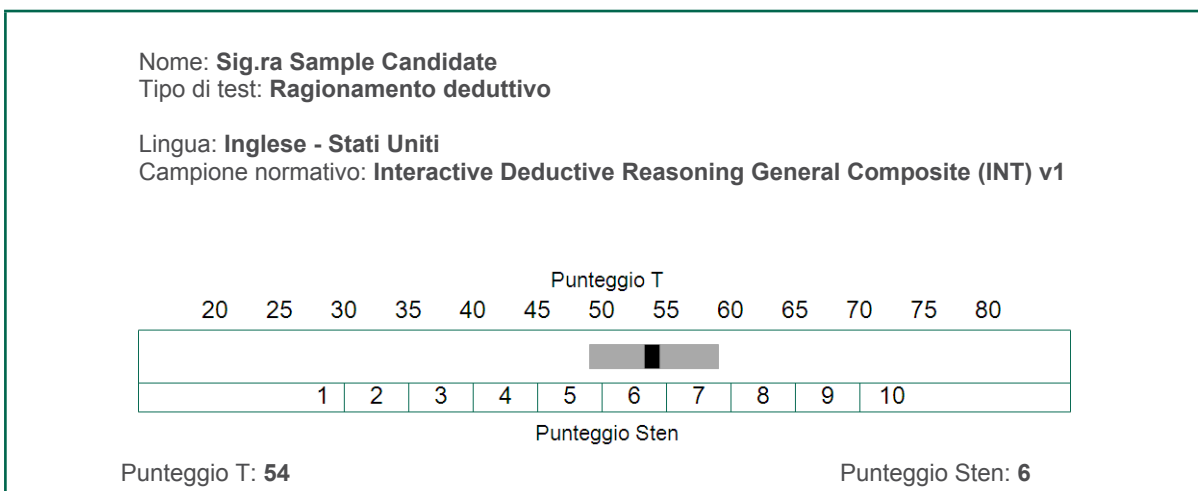 Nome: Sig.ra Sample Candidate
Tipo di test: Ragionamento deduttivo
Lingua: Inglese - Stati Uniti
Campione normativo: Interactive Deductive Reasoning General Composite (INT) v1
Punteggio T
20 25 30 35 40 45 50 55 60 65 70 75 80
1 2 3 4 5 6 7 8 9 10
Punteggio Sten
Punteggio T: 54 Punteggio Sten: 6